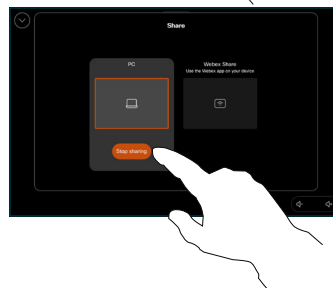 Share
PC
Webex Share
Use the Webex app on your device
Stop sharing